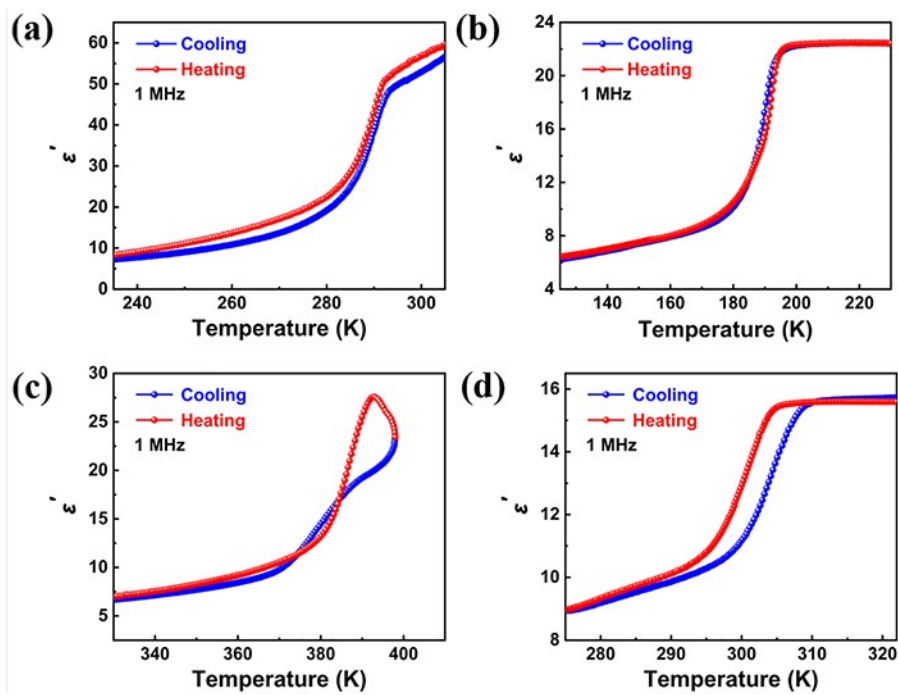 (a)
Cooling
Heating
1 MHz
ε'
60
50
40
30
20
10
0
240 260 280 300
Temperature (K)
(b)
Cooling
Heating
1 MHz
ε'
24
20
16
12
8
4
140 160 180 200 220
Temperature (K)
(c)
Cooling
Heating
1 MHz
ε'
30
25
20
15
10
5
340 360 380 400
Temperature (K)
(d)
Cooling
Heating
1 MHz
ε'
16
14
12
10
8
280 290 300 310 320
Temperature (K)